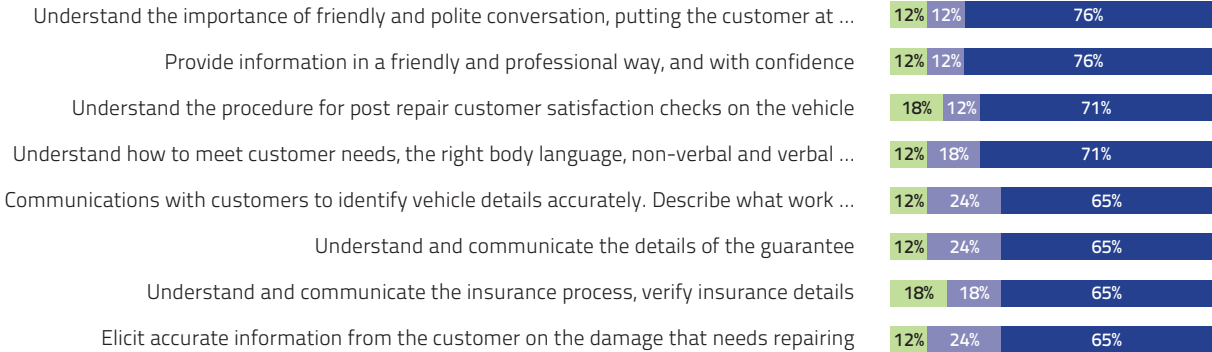 Understand the importance of friendly and polite conversation, putting the customer at ... 12% 12% 76%
Provide information in a friendly and professional way, and with confidence 12% 12% 76%
Understand the procedure for post repair customer satisfaction checks on the vehicle 18% 12% 71%
Understand how to meet customer needs, the right body language, non-verbal and verbal ... 12% 18% 71%
Communications with customers to identify vehicle details accurately. Describe what work ... 12% 24% 65%
Understand and communicate the details of the guarantee 12% 24% 65%
Understand and communicate the insurance process, verify insurance details 18% 18% 65%
Elicit accurate information from the customer on the damage that needs repairing 12% 24% 65%